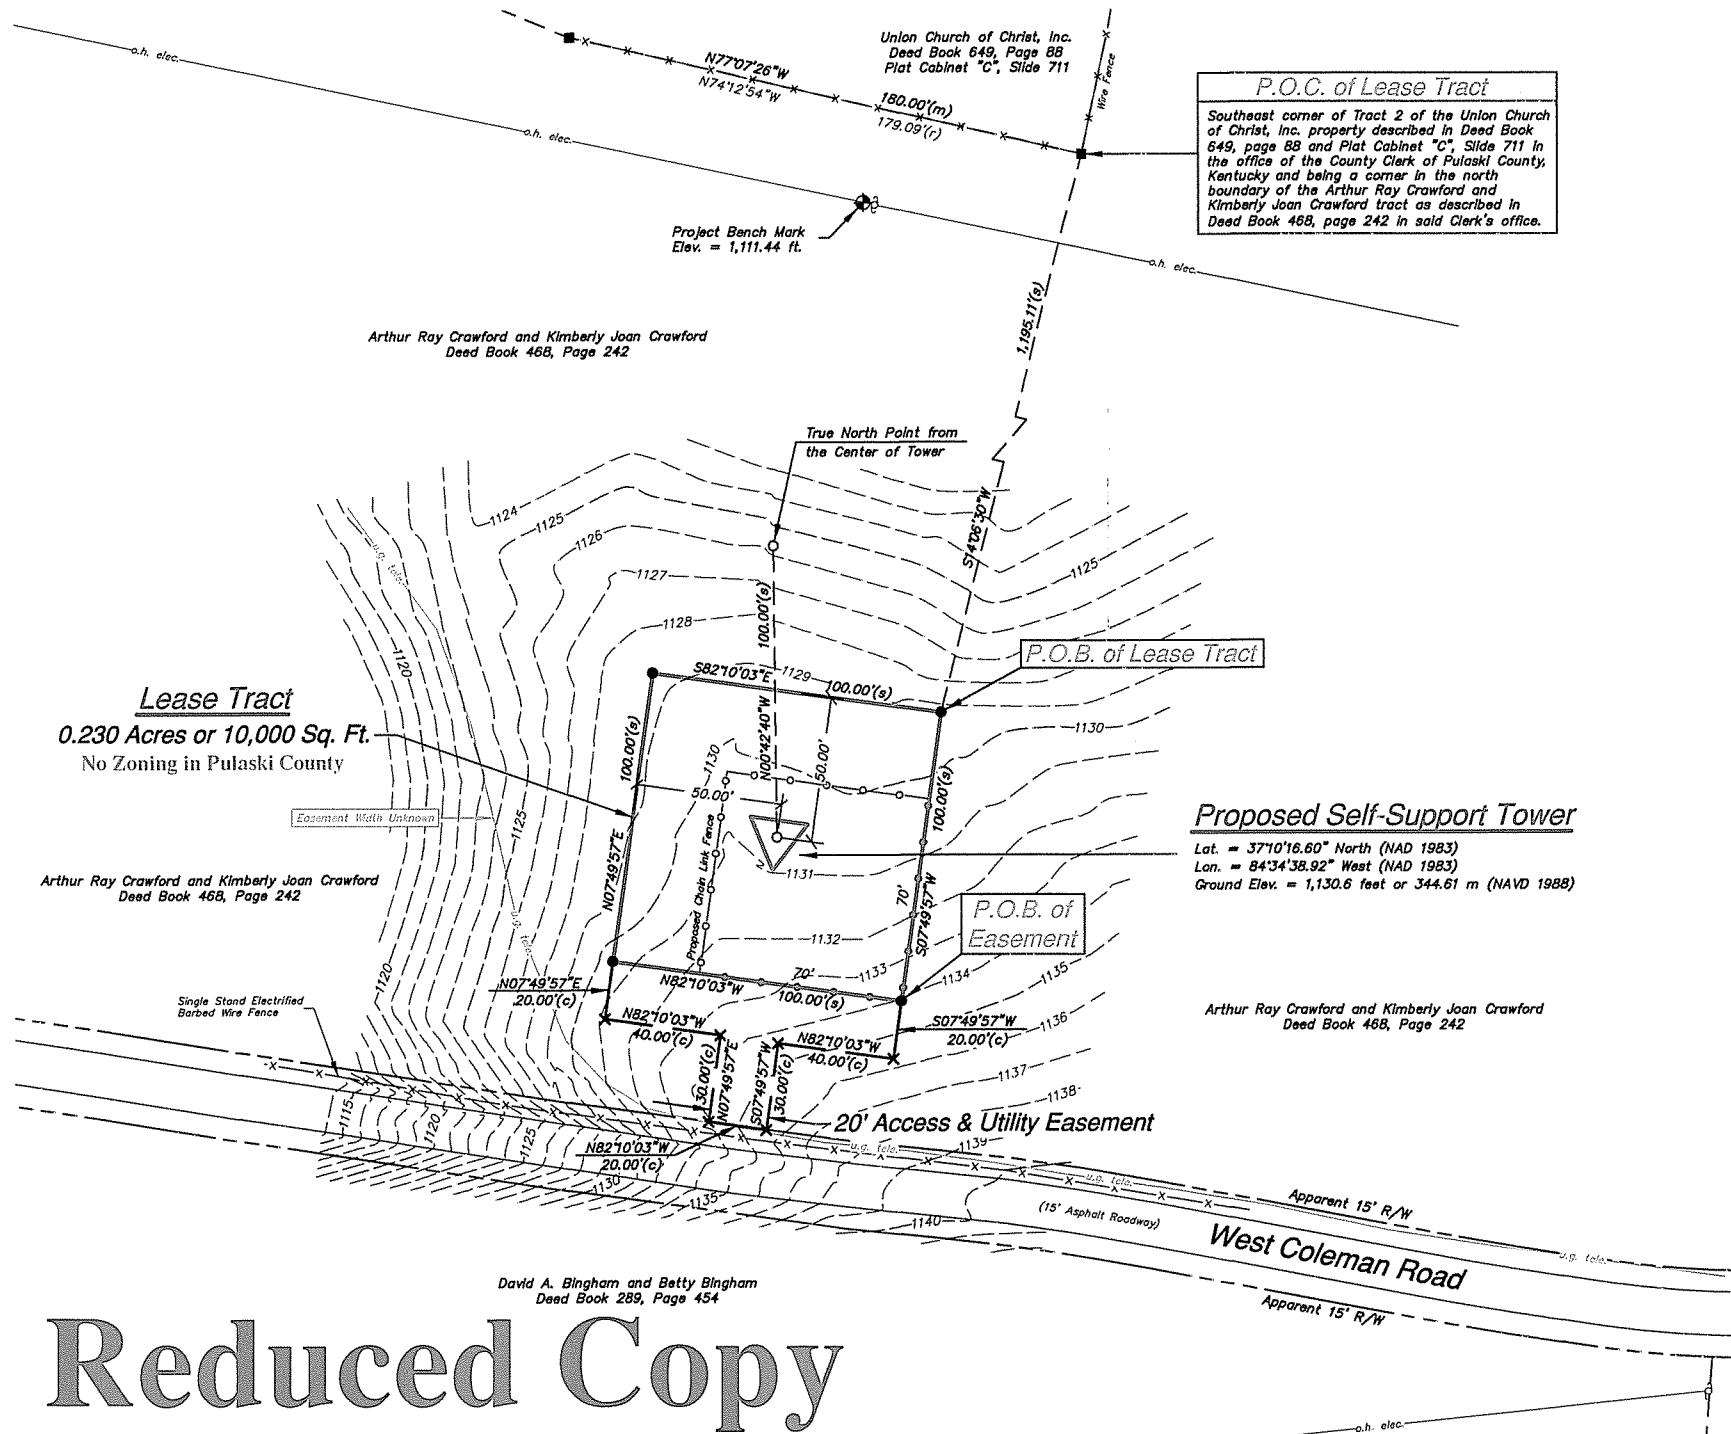 Union Church of Christ, Inc.
Deed Book 649, Page 88
Plat Cabinet "C", Slide 711
o.h. elec.
N77°07'26"W
N74°12'54"W
180.00'(m)
179.09'(r)
Wire Fence
P.O.C. of Lease Tract
Southeast corner of Tract 2 of the Union Church
of Christ, Inc. property described in Deed Book
649, page 88 and Plat Cabinet "C", Slide 711 in
the office of the County Clerk of Pulaski County,
Kentucky and being a corner in the north
boundary of the Arthur Ray Crawford and
Kimberly Joan Crawford tract as described in
Deed Book 468, page 242 in said Clerk's office.
o.h. elec.
Project Bench Mark
Elev. = 1,111.44 ft.
o.h. elec.
1,195.11'(s)
Arthur Ray Crawford and Kimberly Joan Crawford
Deed Book 468, Page 242
True North Point from
the Center of Tower
S14°06'30"W
1124
1125
1126
1127
1128
1125
u.g. tele.
1120
100.00'(s)
P.O.B. of Lease Tract
S82°10'03"E
1129
100.00'(s)
Lease Tract
0.230 Acres or 10,000 Sq. Ft.
No Zoning in Pulaski County
100.00'(s)
N00°42'40"W
1130
50.00'
50.00'
1130
100.00'(s)
Easement Width Unknown
1125
Proposed Self-Support Tower
Lat. = 37°10'16.60" North (NAD 1983)
Lon. = 84°34'38.92" West (NAD 1983)
Ground Elev. = 1,130.6 feet or 344.61 m (NAVD 1988)
Proposed Chain Link Fence
1131
N07°49'57"E
70'
S07°49'57"W
Arthur Ray Crawford and Kimberly Joan Crawford
Deed Book 468, Page 242
P.O.B. of
Easement
u.g. tele.
1132
1133
1134
1135
1120
N82°10'03"W
70'
100.00'(s)
N07°49'57"E
20.00'(c)
Single Stand Electrified
Barbed Wire Fence
N82°10'03"W
40.00'(c)
N82°10'03"W
40.00'(c)
S07°49'57"W
20.00'(c)
1136
Arthur Ray Crawford and Kimberly Joan Crawford
Deed Book 468, Page 242
30.00'(c)
N07°49'57"E
S07°49'57"W
30.00'(c)
1137
1138
1115
1120
1125
20' Access & Utility Easement
1139
N82°10'03"W
20.00'(c)
u.g. tele.
u.g. tele.
1130
1135
1140
(15' Asphalt Roadway)
Apparent 15' R/W
West Coleman Road
u.g. tele.
Apparent 15' R/W
David A. Bingham and Betty Bingham
Deed Book 289, Page 454
Reduced Copy
o.h. elec.